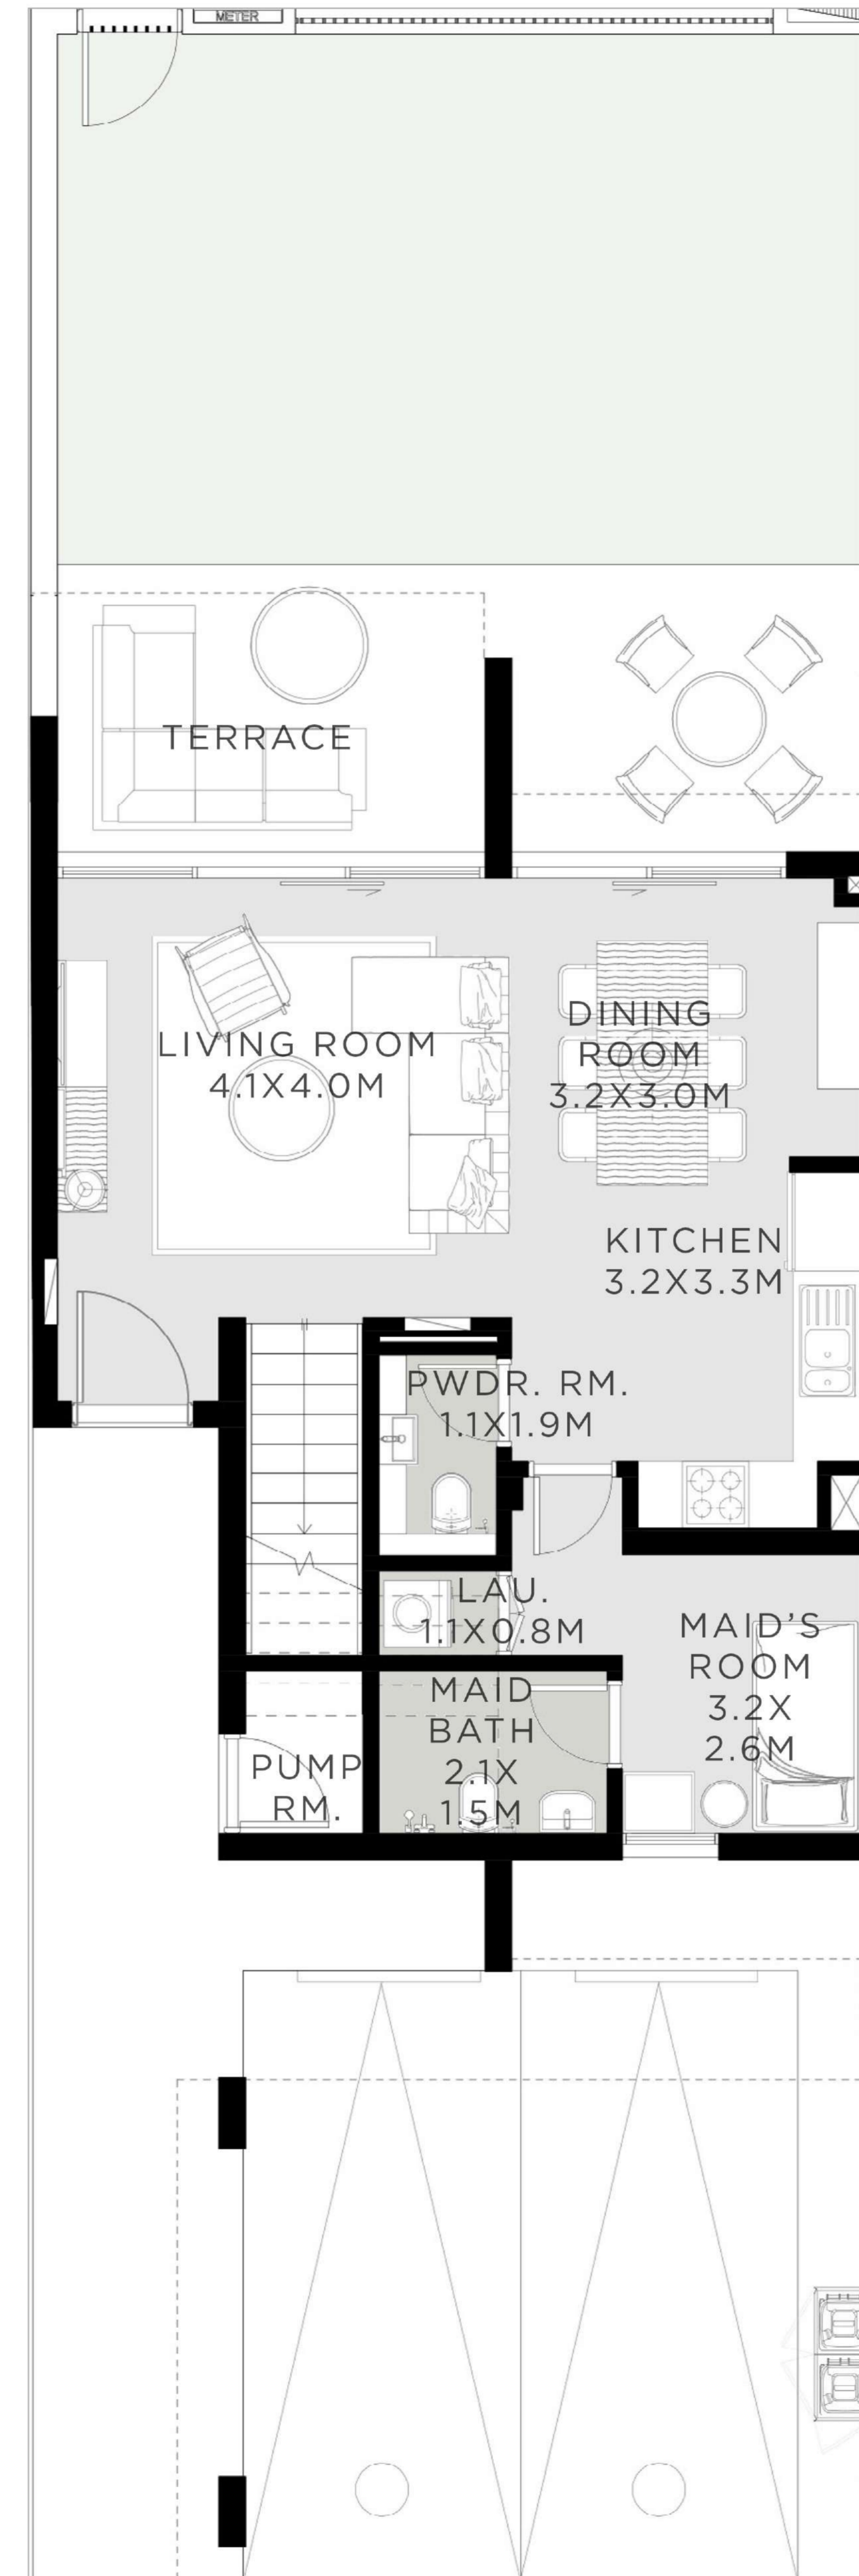 METER
TERRACE
LIVING ROOM
4.1X4.0M
DINING
ROOM
3.2X3.0M
KITCHEN
3.2X3.3M
PWDR. RM.
1.1X1.9M
LAU.
1.1X0.8M
MAID'S
ROOM
3.2X
2.6M
MAID
BATH
2.1X
1.5M
PUMP
RM.